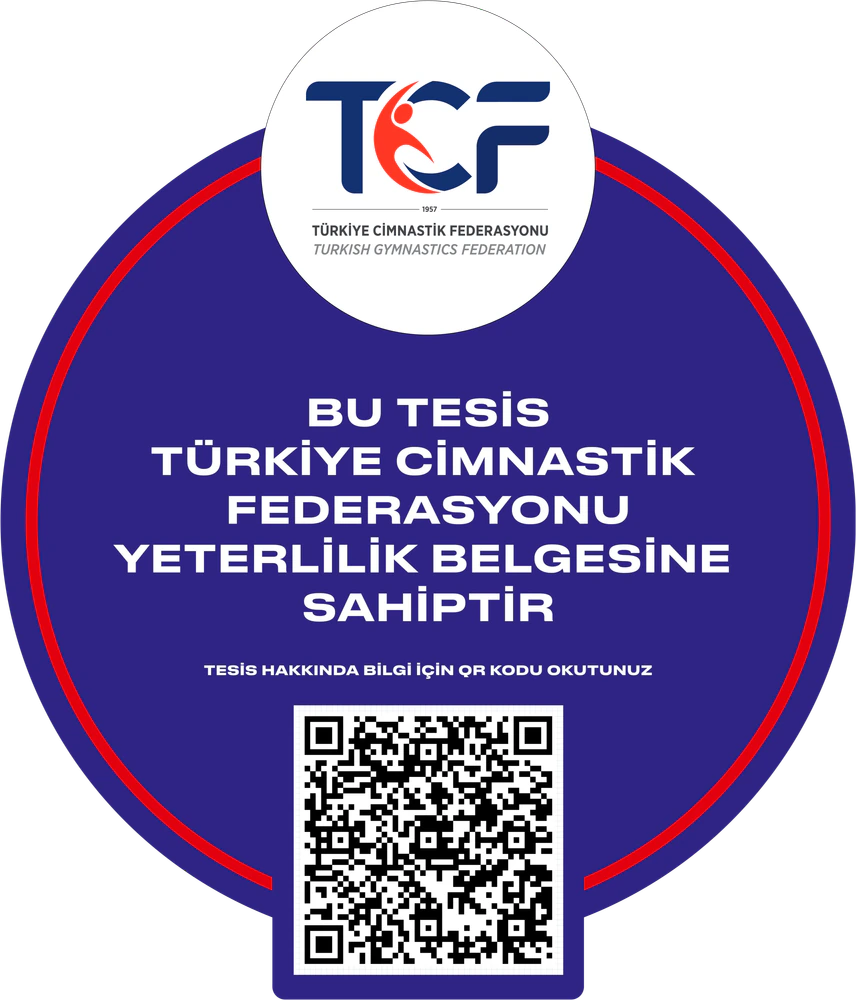 TCF
1957
TÜRKİYE CİMNASTİK FEDERASYONU
TURKISH GYMNASTICS FEDERATION
BU TESİS
TÜRKİYE CİMNASTİK
FEDERASYONU
YETERLİLİK BELGESİNE
SAHİPTİR
TESİS HAKKINDA BİLGİ İÇİN QR KODU OKUTUNUZ